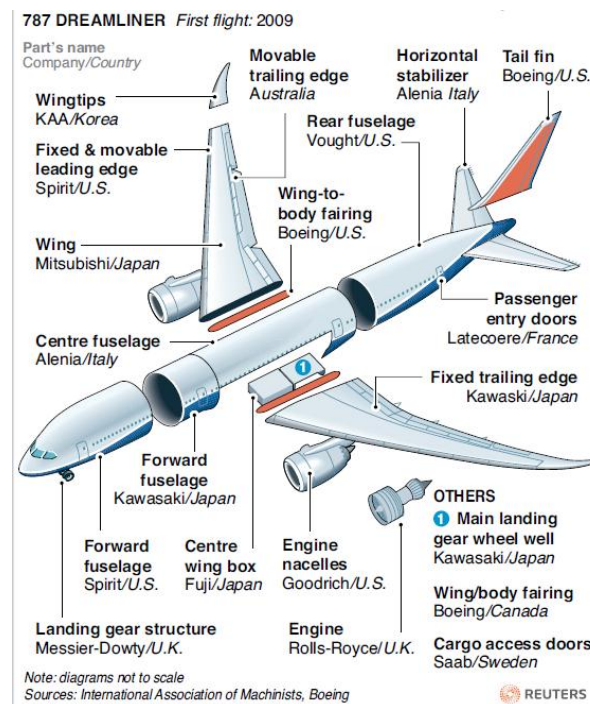 787 DREAMLINER First flight: 2009
Part's name
Company/Country
Wingtips
KAA/Korea
Fixed & movable
leading edge
Spirit/U.S.
Wing
Mitsubishi/Japan
Centre fuselage
Alenia/Italy
Movable
trailing edge
Australia
Wing-to-
body fairing
Boeing/U.S.
Rear fuselage
Vought/U.S.
Horizontal
stabilizer
Alenia Italy
Tail fin
Boeing/U.S.
Passenger
entry doors
Latecoere/France
Fixed trailing edge
Kawaski/Japan
1
Forward
fuselage
Kawasaki/Japan
Forward
fuselage
Spirit/U.S.
Centre
wing box
Fuji/Japan
Engine
nacelles
Goodrich/U.S.
Landing gear structure
Messier-Dowty/U.K.
Engine
Rolls-Royce/U.K.
OTHERS
1 Main landing
gear wheel well
Kawasaki/Japan
Wing/body fairing
Boeing/Canada
Cargo access doors
Saab/Sweden
Note: diagrams not to scale
Sources: International Association of Machinists, Boeing
REUTERS